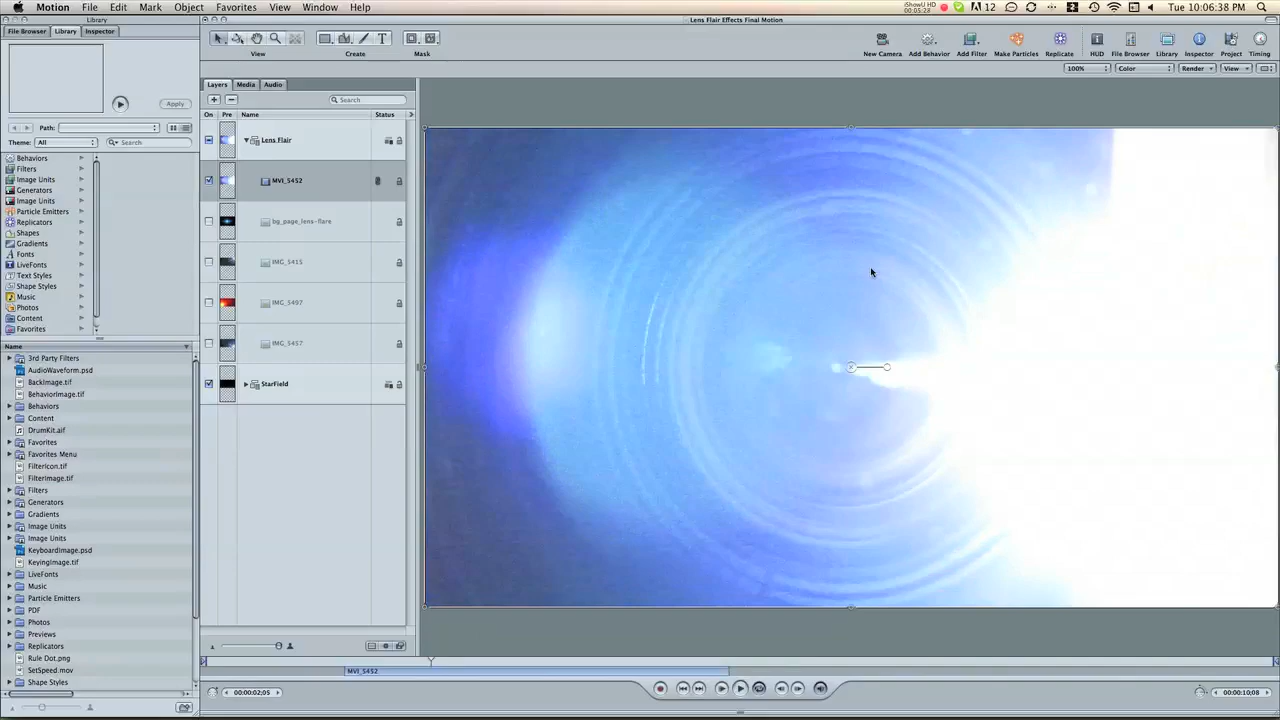 Motion File Edit Mark Object Favorites View Window Help
iShowU HD
00:05:23
12
Tue 10:06:38 PM
Library
Lens Flair Effects Final Motion
File Browser Library Inspector
View Create Mask
New Camera Add Behavior Add Filter Make Particles Replicate HUD File Browser Library Inspector Project Timing
100% Color Render View
Apply
Path:
Theme: All Search
Behaviors
Filters
Image Units
Generators
Image Units
Particle Emitters
Replicators
Shapes
Gradients
Fonts
LiveFonts
Text Styles
Shape Styles
Music
Photos
Content
Favorites
Name
3rd Party Filters
AudioWaveform.psd
BackImage.tif
BehaviorImage.tif
Behaviors
Content
DrumKit.aif
Favorites
Favorites Menu
FilterIcon.tif
FilterImage.tif
Filters
Generators
Gradients
Image Units
Image Units
KeyboardImage.psd
KeyingImage.tif
LiveFonts
Music
Particle Emitters
PDF
Photos
Previews
Replicators
Rule Dot.png
SetSpeed.mov
Shape Styles
Layers Media Audio
Search
On Pre Name Status
Lens Flair
MVI_5452
bg_page_lens-flare
IMG_5415
IMG_5497
IMG_5457
StarField
MVI_5452
00:00:02;05
00:00:10;08